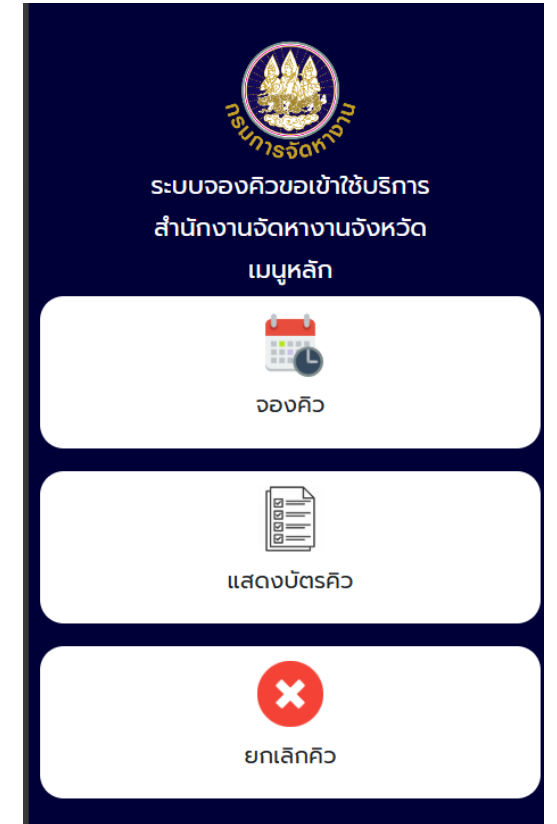 กรมการจัดหางาน
ระบบจองคิวขอเข้าใช้บริการ
สำนักงานจัดหางานจังหวัด
เมนูหลัก
จองคิว
แสดงบัตรคิว
ยกเลิกคิว